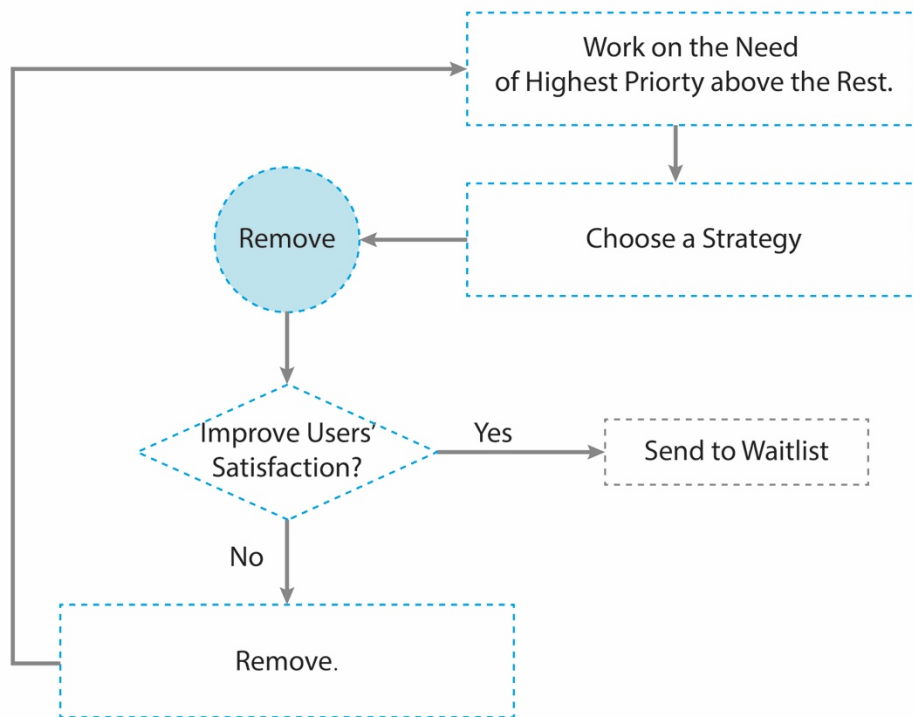 Work on the Need
of Highest Priorty above the Rest.
Choose a Strategy
Remove
Improve Users’
Satisfaction?
Yes
Send to Waitlist
No
Remove.